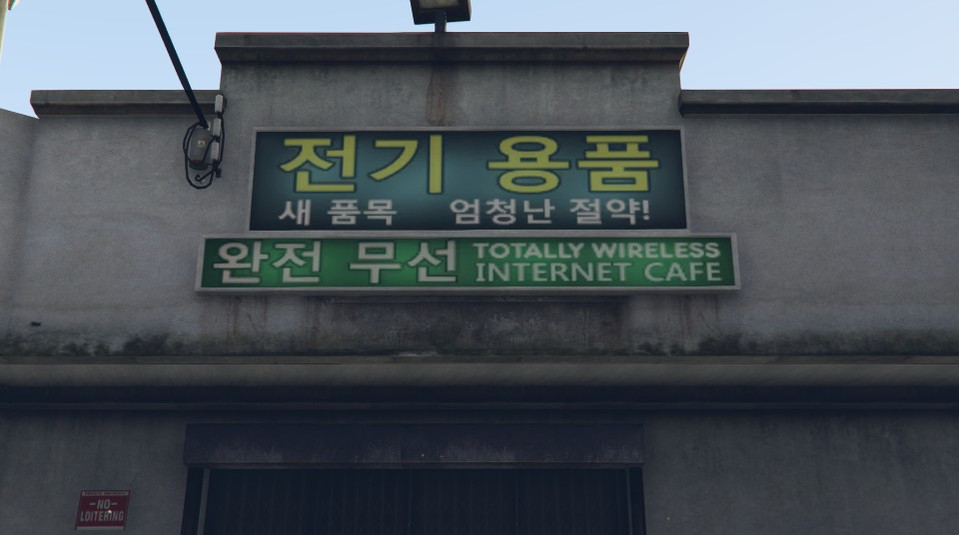 전기 용품
새 품목 엄청난 절약!
완전 무선
TOTALLY WIRELESS
INTERNET CAFE
-NO-
LOITERING